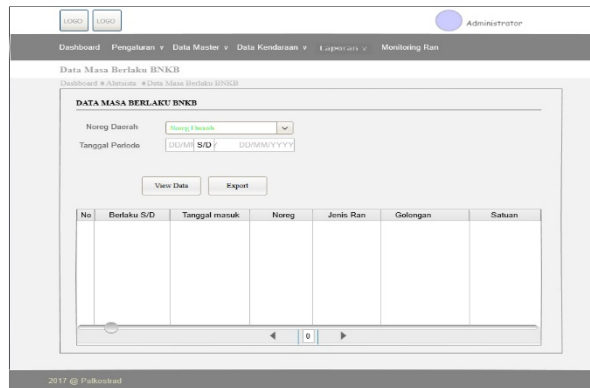 LOGO LOGO Administrator
Dashboard Pengaturan v Data Master v Data Kendaraan v Laporan v Monitoring Ran
Data Masa Berlaku BNKB
Dashboard Alatsista Data Masa Berlaku BNKB
DATA MASA BERLAKU BNKB
Noreg Daerah Noreg Daerah
Tanggal Periode DD/M S/D DD/MM/YYYY
View Data Export
No Berlaku S/D Tanggal masuk Noreg Jenis Ran Golongan Satuan
0
2017 @ Palkostrad